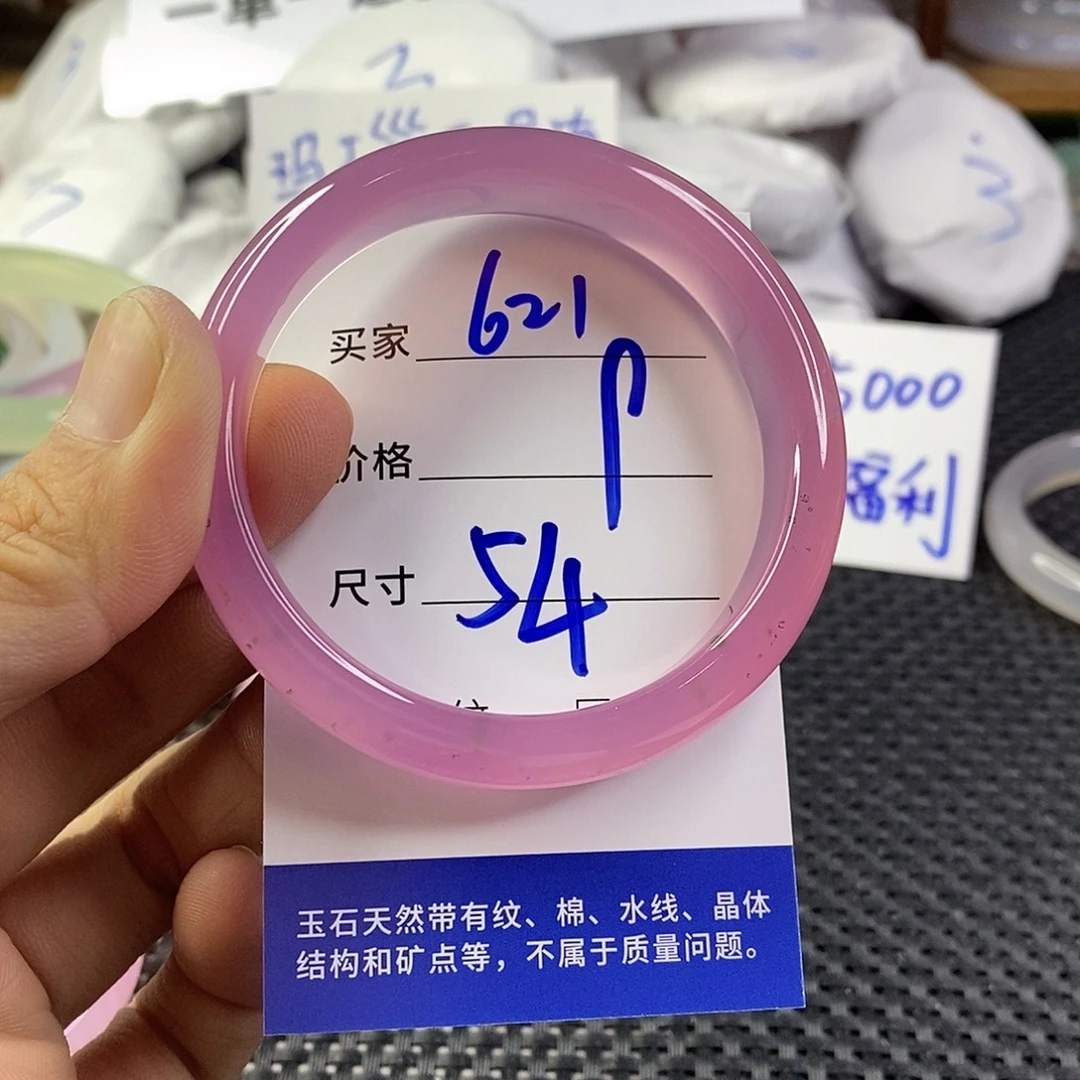 2
买家 621
价格 P
尺寸 54
5000
福利
玉石天然带有纹、棉、水线、晶体
结构和矿点等，不属于质量问题。